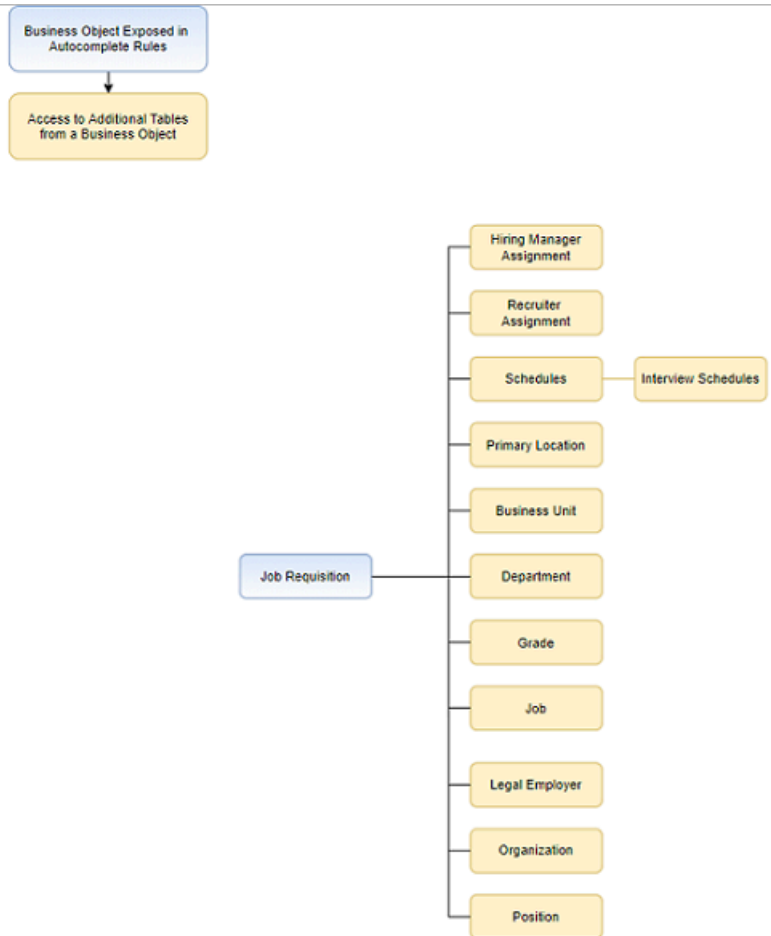 Business Object Exposed in
Autocomplete Rules
Access to Additional Tables
from a Business Object
Hiring Manager
Assignment
Recruiter
Assignment
Schedules
Interview Schedules
Primary Location
Business Unit
Job Requisition
Department
Grade
Job
Legal Employer
Organization
Position